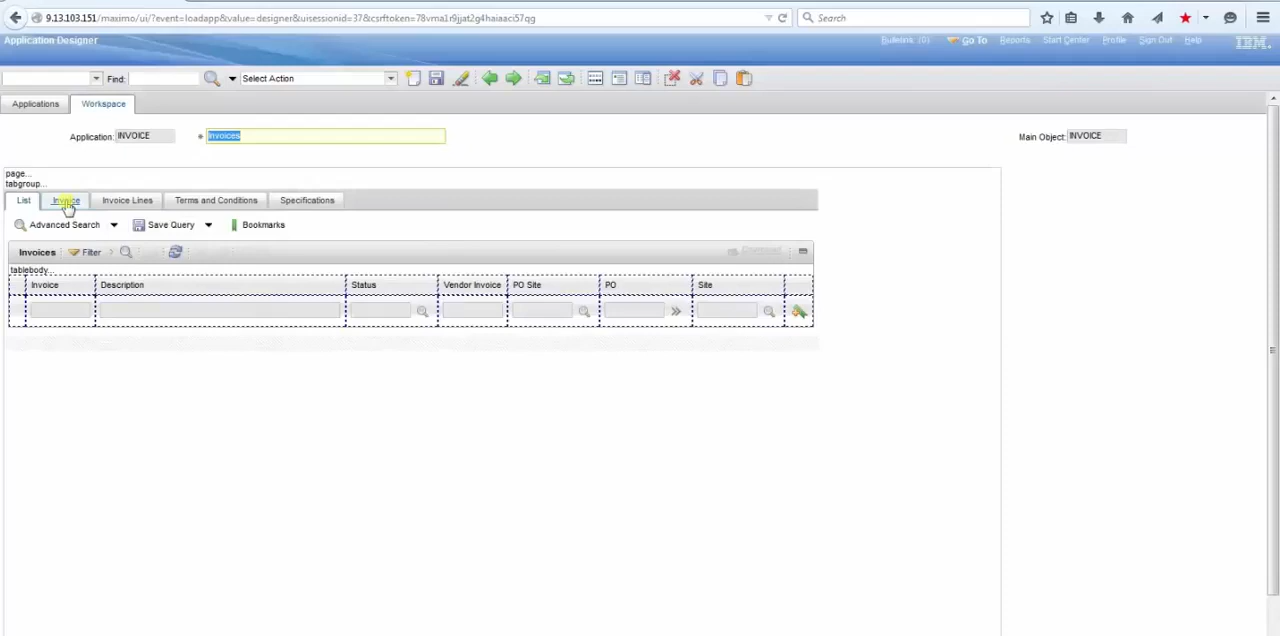 9.13.103.151/maximo/ui/?event=loadapp&value=designer&uisessionid=37&csrftoken=78vma1r9jjat2g4haiaaci57qg
Search
Application Designer
Bulletins: (0) Go To Reports Start Center Profile Sign Out Help IBM
Find: Select Action
Applications Workspace
Application: INVOICE Invoices Main Object: INVOICE
page...
tabgroup...
List Invoice Invoice Lines Terms and Conditions Specifications
Advanced Search Save Query Bookmarks
Invoices Filter Download
tablebody...
Invoice Description Status Vendor Invoice PO Site PO Site